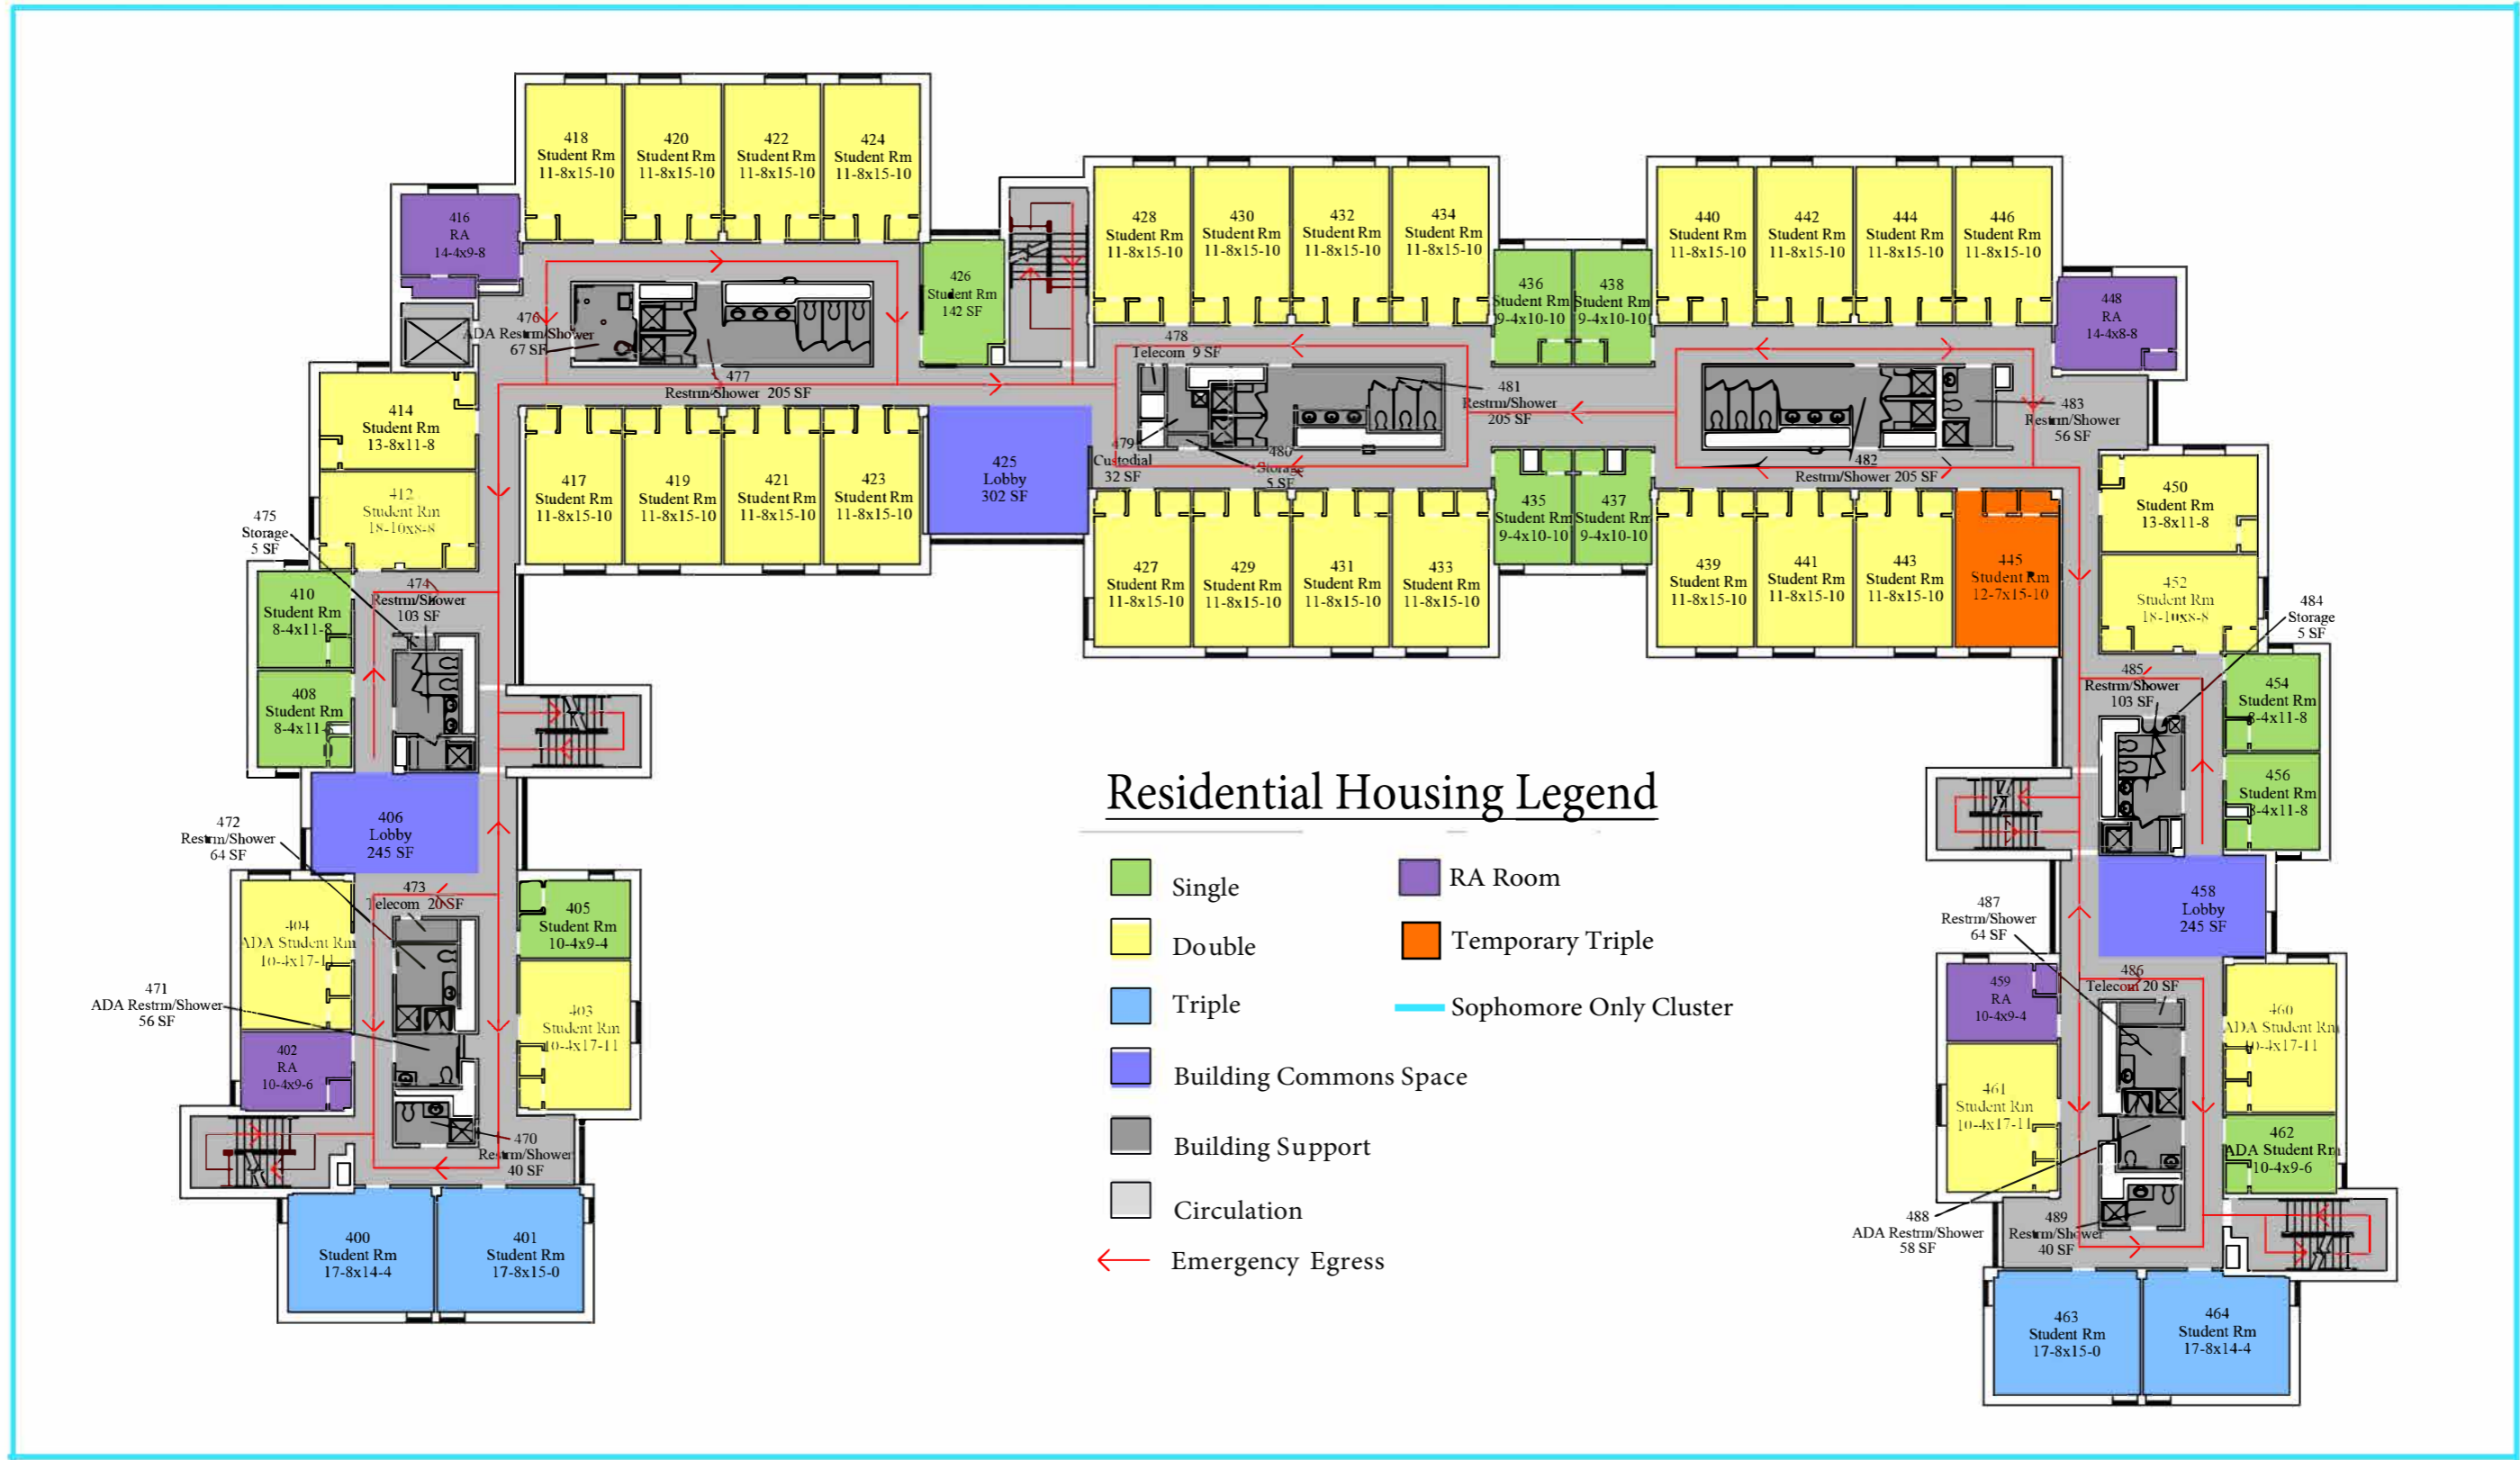 418
Student Rm
11-8x15-10
420
Student Rm
11-8x15-10
422
Student Rm
11-8x15-10
424
Student Rm
11-8x15-10
416
RA
14-4x9-8
426
Student Rm
142 SF
428
Student Rm
11-8x15-10
430
Student Rm
11-8x15-10
432
Student Rm
11-8x15-10
434
Student Rm
11-8x15-10
436
Student Rm
9-4x10-10
438
Student Rm
9-4x10-10
440
Student Rm
11-8x15-10
442
Student Rm
11-8x15-10
444
Student Rm
11-8x15-10
446
Student Rm
11-8x15-10
448
RA
14-4x8-8
476
ADA Restrm/Shower
67 SF
477
Restrm/Shower 205 SF
478
Telecom 9 SF
479
Custodial
32 SF
480
Storage
5 SF
481
Restrm/Shower
205 SF
482
Restrm/Shower 205 SF
483
Restrm/Shower
56 SF
414
Student Rm
13-8x11-8
412
Student Rm
18-10x8-8
417
Student Rm
11-8x15-10
419
Student Rm
11-8x15-10
421
Student Rm
11-8x15-10
423
Student Rm
11-8x15-10
425
Lobby
302 SF
427
Student Rm
11-8x15-10
429
Student Rm
11-8x15-10
431
Student Rm
11-8x15-10
433
Student Rm
11-8x15-10
435
Student Rm
9-4x10-10
437
Student Rm
9-4x10-10
439
Student Rm
11-8x15-10
441
Student Rm
11-8x15-10
443
Student Rm
11-8x15-10
445
Student Rm
12-7x15-10
450
Student Rm
13-8x11-8
452
Student Rm
18-10x8-8
475
Storage
5 SF
474
Restrm/Shower
103 SF
410
Student Rm
8-4x11-8
408
Student Rm
8-4x11-8
406
Lobby
245 SF
472
Restrm/Shower
64 SF
473
Telecom 20 SF
404
ADA Student Rm
10-4x17-11
405
Student Rm
10-4x9-4
403
Student Rm
10-4x17-11
471
ADA Restrm/Shower
56 SF
402
RA
10-4x9-6
470
Restrm/Shower
40 SF
400
Student Rm
17-8x14-4
401
Student Rm
17-8x15-0
484
Storage
5 SF
485
Restrm/Shower
103 SF
454
Student Rm
8-4x11-8
456
Student Rm
8-4x11-8
458
Lobby
245 SF
487
Restrm/Shower
64 SF
486
Telecom 20 SF
459
RA
10-4x9-4
460
ADA Student Rm
10-4x17-11
461
Student Rm
10-4x17-11
462
ADA Student Rm
10-4x9-6
488
ADA Restrm/Shower
58 SF
489
Restrm/Shower
40 SF
463
Student Rm
17-8x15-0
464
Student Rm
17-8x14-4
Residential Housing Legend
Single
Double
Triple
Building Commons Space
Building Support
Circulation
Emergency Egress
RA Room
Temporary Triple
Sophomore Only Cluster